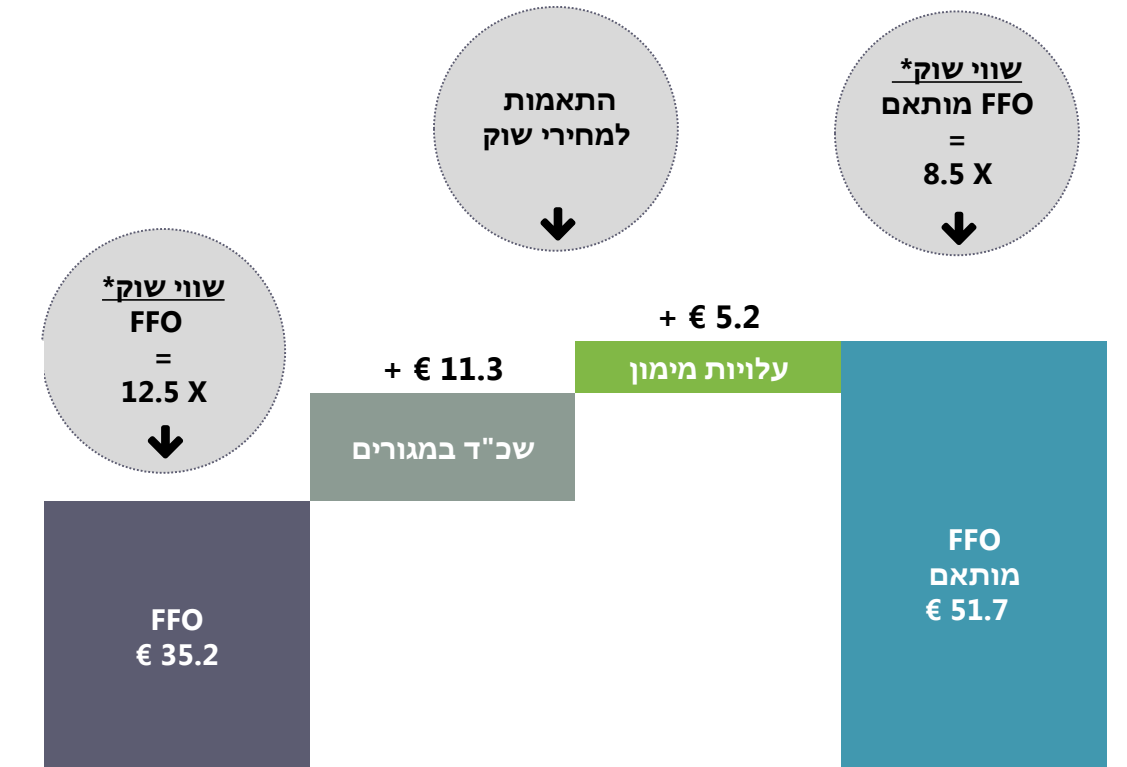 שווי שוק*
FFO מותאם
=
8.5 X
התאמות
למחירי שוק
שווי שוק*
FFO
=
12.5 X
+ € 5.2
+ € 11.3
עלויות מימון
שכ"ד במגורים
FFO
מותאם
€ 51.7
FFO
€ 35.2